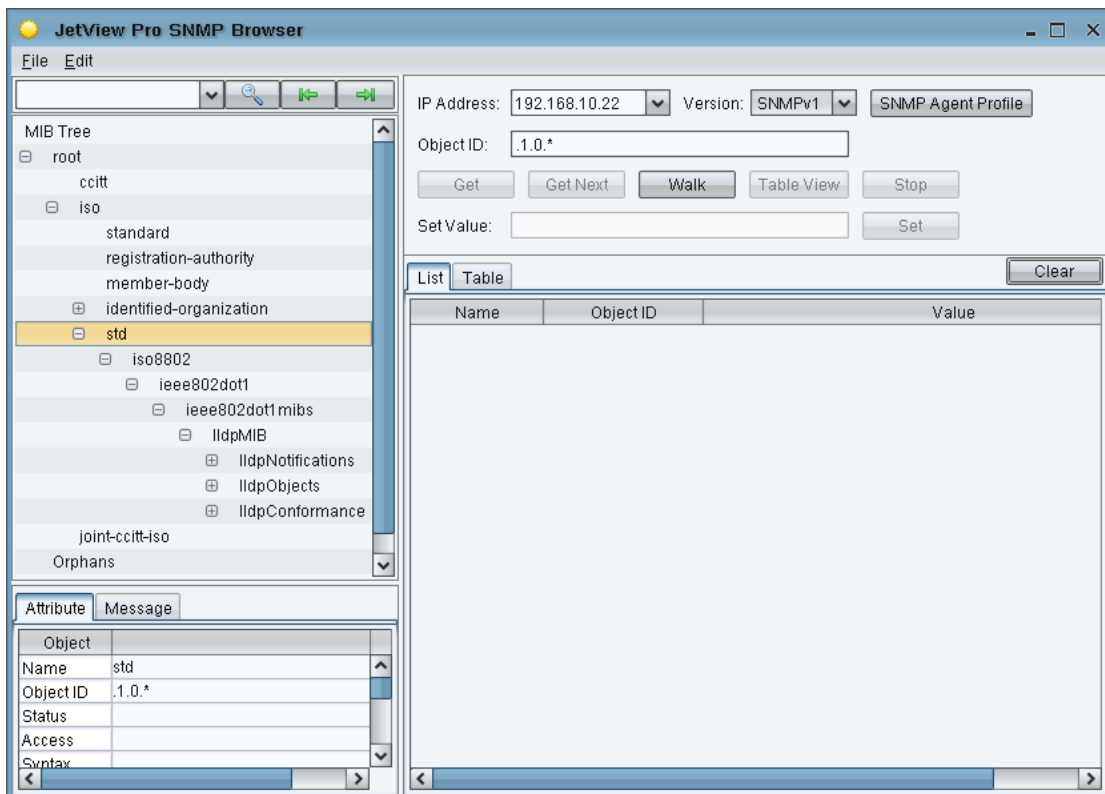 JetView Pro SNMP Browser
File Edit
MIB Tree
root
ccitt
iso
standard
registration-authority
member-body
identified-organization
std
iso8802
ieee802dot1
ieee802dot1mibs
lldpMIB
lldpNotifications
lldpObjects
lldpConformance
joint-ccitt-iso
Orphans
Attribute Message
Object
Name std
Object ID .1.0.*
Status
Access
Syntax
IP Address: 192.168.10.22 Version: SNMPv1 SNMP Agent Profile
Object ID: .1.0.*
Get Get Next Walk Table View Stop
Set Value: Set
List Table Clear
Name Object ID Value